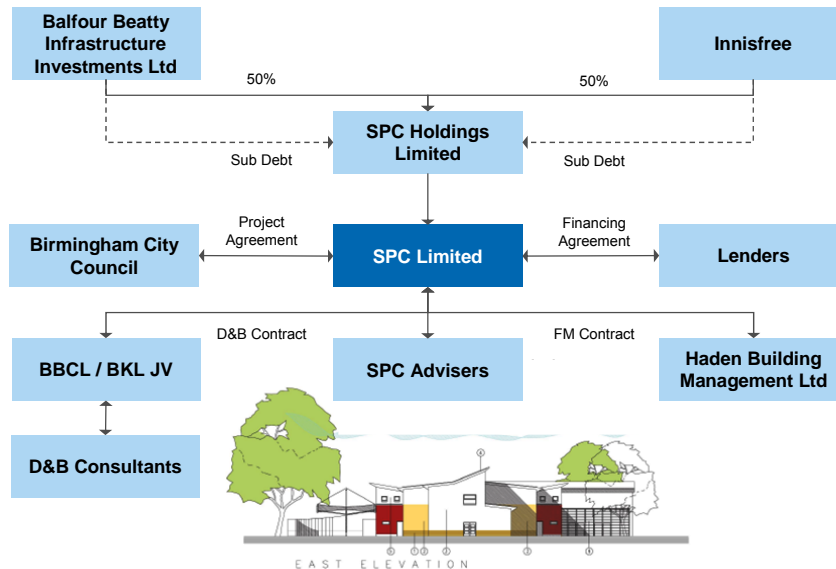 Balfour Beatty
Infrastructure
Investments Ltd
Innisfree
50%
50%
SPC Holdings
Limited
Sub Debt
Sub Debt
Project
Agreement
Financing
Agreement
Birmingham City
Council
SPC Limited
Lenders
D&B Contract
FM Contract
BBCL / BKL JV
SPC Advisers
Haden Building
Management Ltd
D&B Consultants
EAST ELEVATION